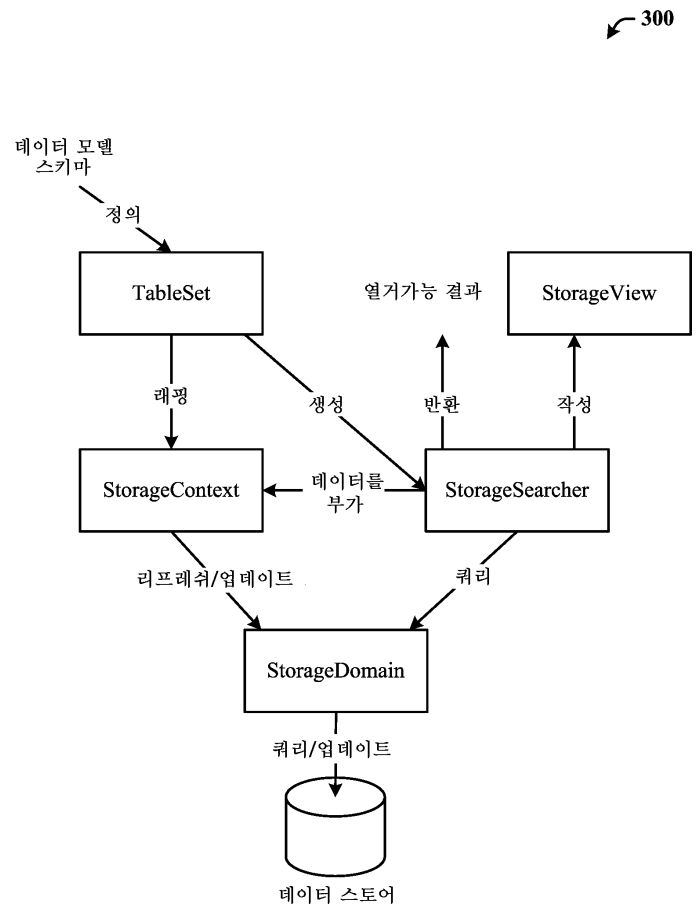 300
데이터 모델
스키마
정의
TableSet
열거가능 결과
StorageView
래핑
생성
반환
작성
StorageContext
데이터를
부가
StorageSearcher
리프레쉬/업데이트
쿼리
StorageDomain
쿼리/업데이트
데이터 스토어